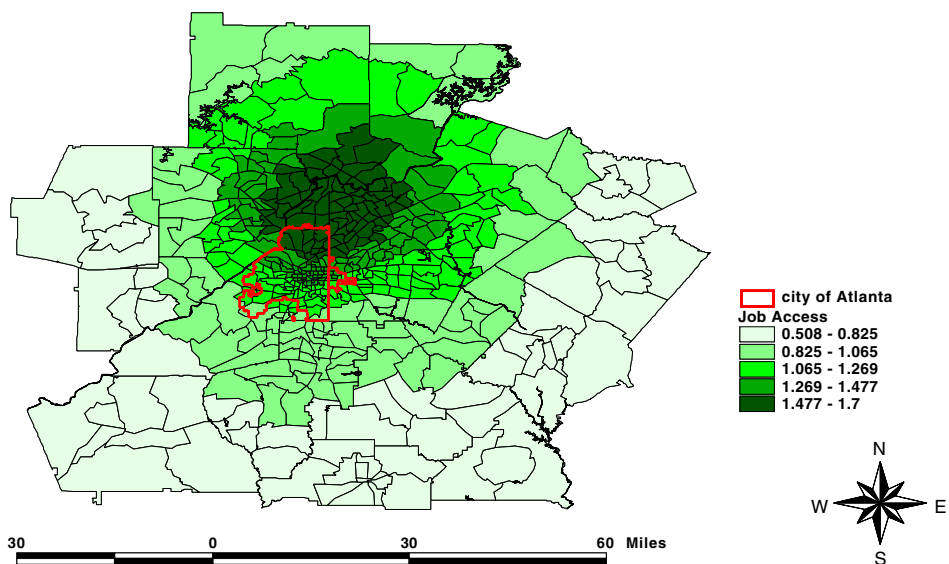 city of Atlanta
Job Access
0.508 - 0.825
0.825 - 1.065
1.065 - 1.269
1.269 - 1.477
1.477 - 1.7
N
W E
S
30 0 30 60 Miles